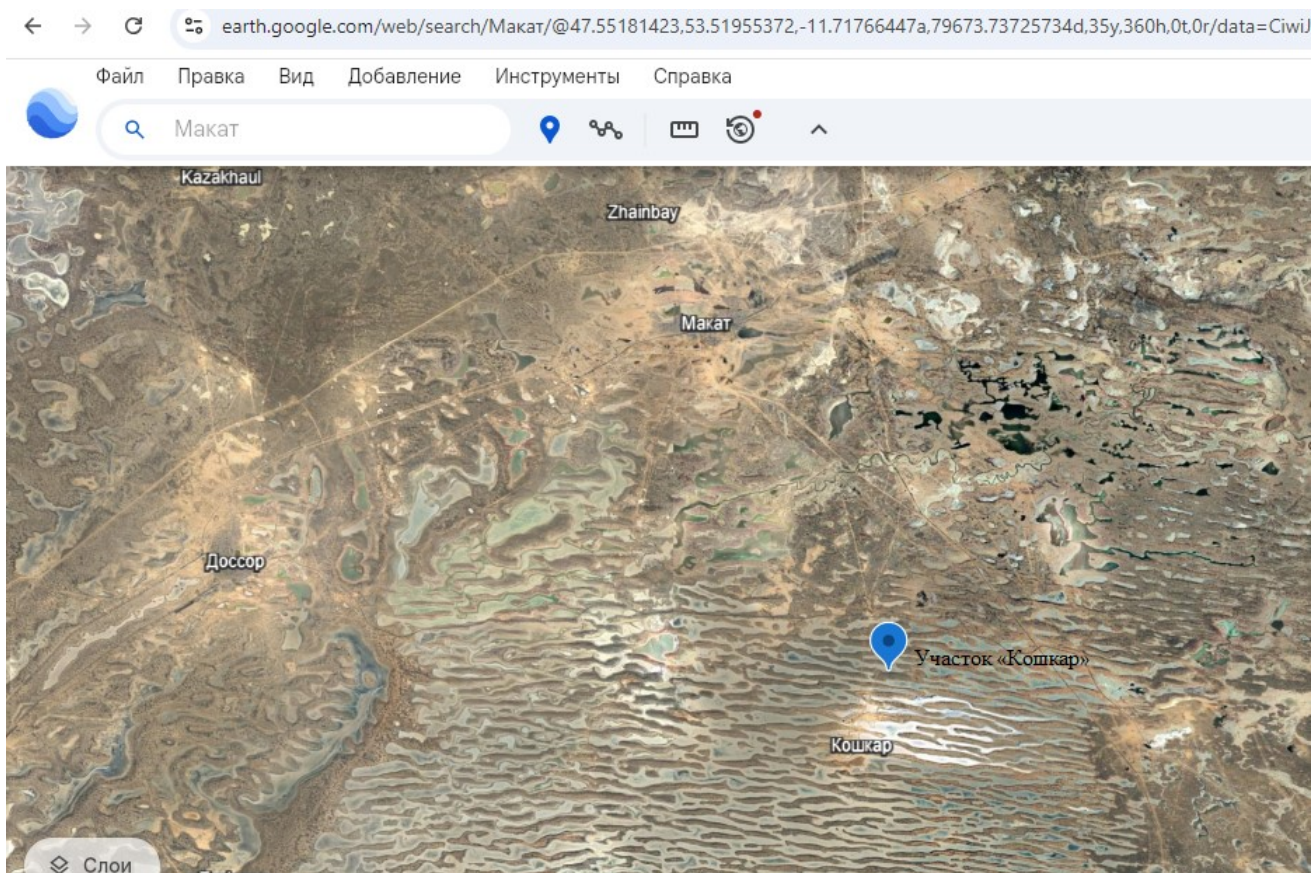 earth.google.com/web/search/Макат/@47.55181423,53.51955372,-11.71766447a,79673.73725734d,35y,360h,0t,0r/data=CiwiJ
Файл Правка Вид Добавление Инструменты Справка
Макат
Kazakhaul
Zhainbay
Макат
Доссор
Участок «Кошкар»
Кошкар
Слои